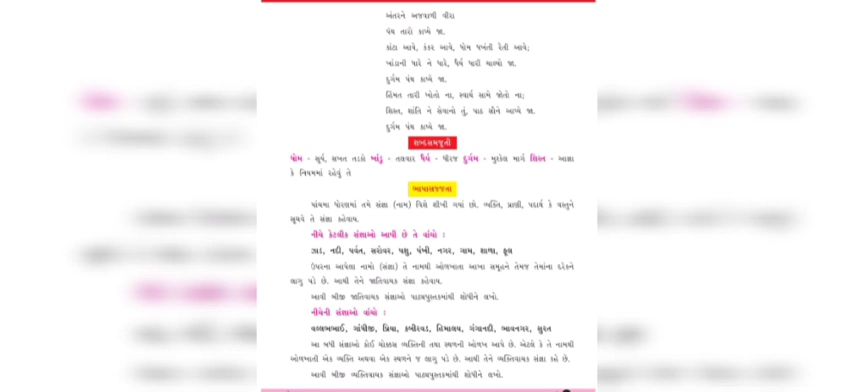 અંતરને અજવાળી વીરા
પંથ તારો કાપ્યે જા.
કાંટા આવે, કંકર આવે, ધોમ ધખંતી રેતી આવે;
ખાંડાની ધારે ને ધારે, ધૈર્ય ધારી ચાલ્યો જા.
દુર્ગમ પંથ કાપ્યે જા.
હિંમત તારી ખોતો ના, સ્વાર્થ સામે જોતો ના;
શિસ્ત, શાંતિ ને સેવાનો તું, પાઠ સૌને આપ્યે જા.
દુર્ગમ પંથ કાપ્યે જા.
શબ્દસમજૂતી
ધોમ - સૂર્ય, સખત તડકો ખાંડું - તલવાર ધૈર્ય - ધીરજ દુર્ગમ - મુશ્કેલ માર્ગ શિસ્ત - આજ્ઞા
કે નિયમમાં રહેવું તે
ભાષાસજ્જતા
પાંચમા ધોરણમાં તમે સંજ્ઞા (નામ) વિશે શીખી ગયાં છો. વ્યક્તિ, પ્રાણી, પદાર્થ કે વસ્તુને
સૂચવે તે સંજ્ઞા કહેવાય.
નીચે કેટલીક સંજ્ઞાઓ આપી છે તે વાંચો :
ઝાડ, નદી, પર્વત, સરોવર, પશુ, પંખી, નગર, ગામ, શાળા, ફૂલ
ઉપરના આપેલા નામો (સંજ્ઞા) તે નામથી ઓળખાતા આખા સમૂહને તેમજ તેમાંના દરેકને
લાગુ પડે છે. આથી તેને જાતિવાચક સંજ્ઞા કહેવાય.
આવી બીજી જાતિવાચક સંજ્ઞાઓ પાઠ્યપુસ્તકમાંથી શોધીને લખો.
નીચેની સંજ્ઞાઓ વાંચો :
વલ્લભભાઈ, ગાંધીજી, પ્રિયા, કબીરવડ, હિમાલય, ગંગાનદી, ભાવનગર, સુરત
આ બધી સંજ્ઞાઓ કોઈ ચોક્કસ વ્યક્તિની તથા સ્થળની ઓળખ આપે છે. એટલે કે તે નામથી
ઓળખાતી એક વ્યક્તિ અથવા એક સ્થળને જ લાગુ પડે છે. આથી તેને વ્યક્તિવાચક સંજ્ઞા કહે છે.
આવી બીજી વ્યક્તિવાચક સંજ્ઞાઓ પાઠ્યપુસ્તકમાંથી શોધીને લખો.